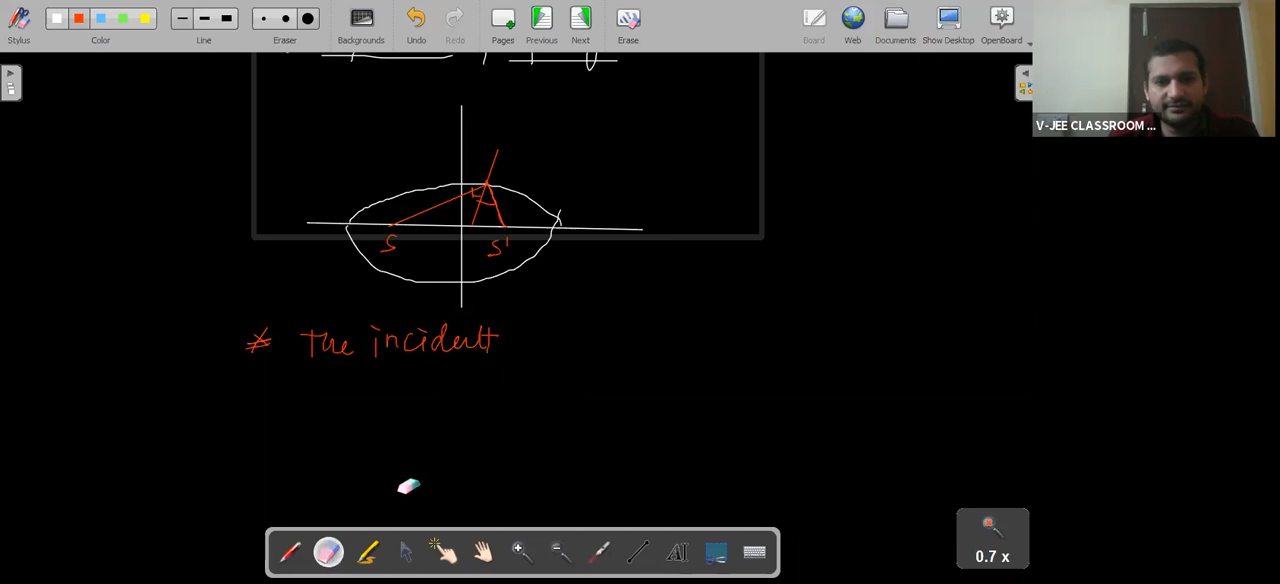 Stylus Color Line Eraser Backgrounds Undo Redo Pages Previous Next Erase Board Web Documents Show Desktop OpenBoard
V-JEE CLASSROOM ...
S S'
* The incident
AI
0.7 x